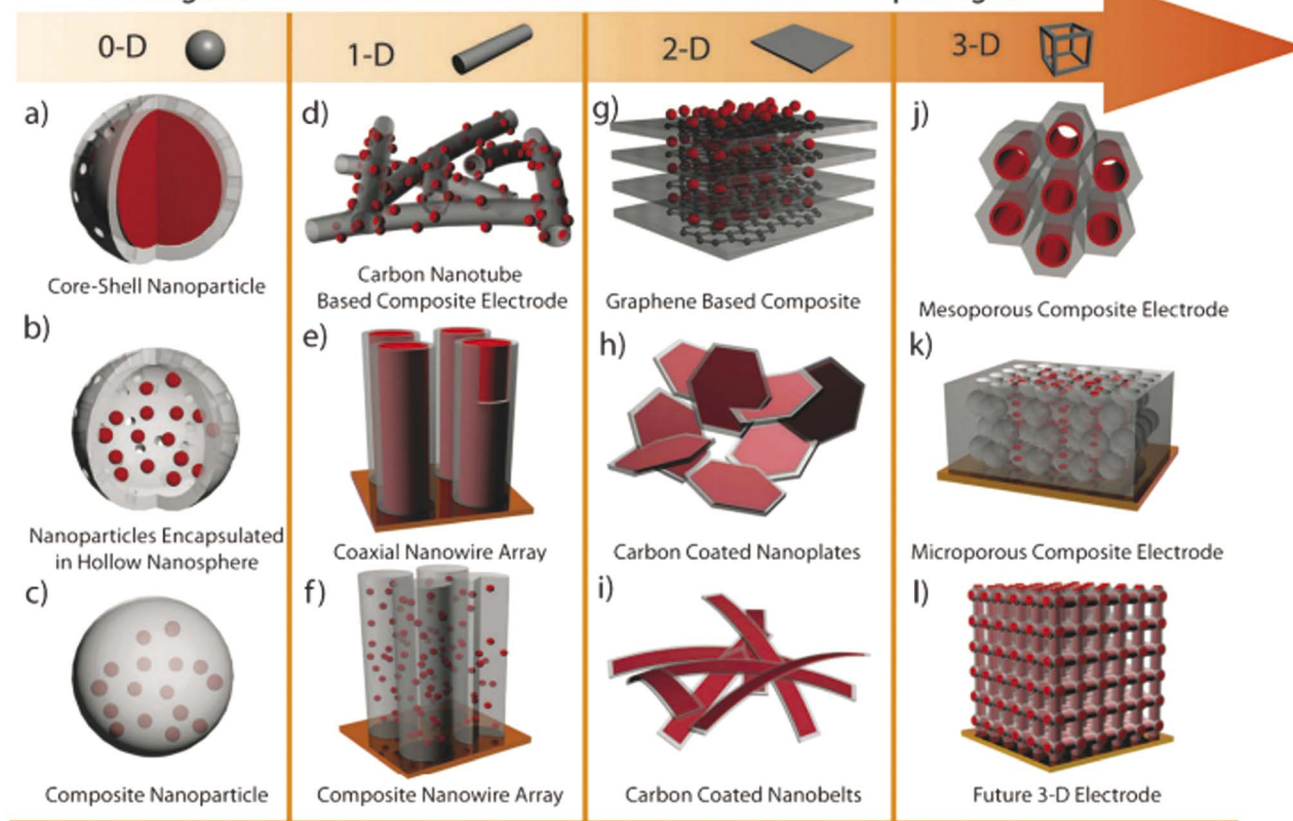 0-D
1-D
2-D
3-D
a)
Core-Shell Nanoparticle
b)
Nanoparticles Encapsulated
in Hollow Nanosphere
c)
Composite Nanoparticle
d)
Carbon Nanotube
Based Composite Electrode
e)
Coaxial Nanowire Array
f)
Composite Nanowire Array
g)
Graphene Based Composite
h)
Carbon Coated Nanoplates
i)
Carbon Coated Nanobelts
j)
Mesoporous Composite Electrode
k)
Microporous Composite Electrode
l)
Future 3-D Electrode